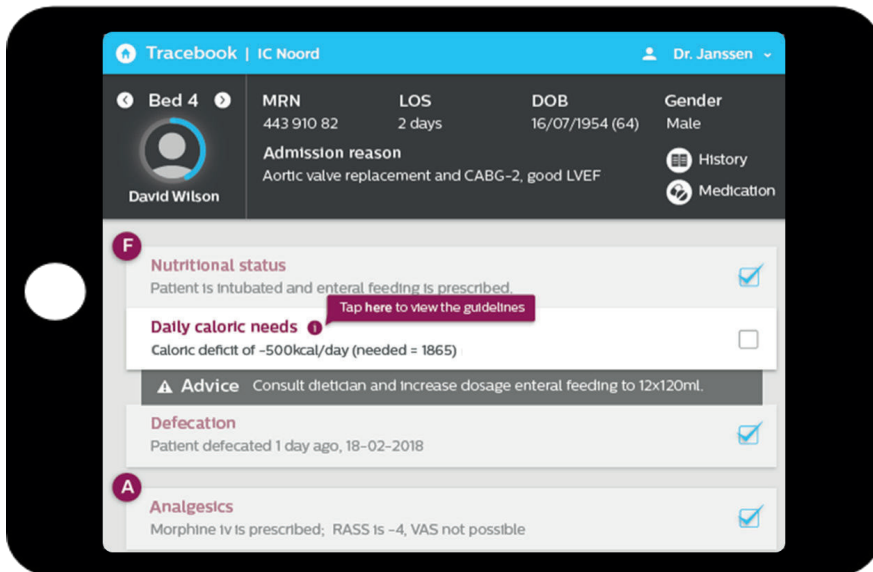 Tracebook | IC Noord Dr. Janssen
Bed 4
David Wilson
MRN LOS DOB Gender
443 910 82 2 days 16/07/1954 (64) Male
Admission reason
Aortic valve replacement and CABG-2, good LVEF
History
Medication
F
Nutritional status
Patient is intubated and enteral feeding is prescribed.
Tap here to view the guidelines
Daily caloric needs i
Caloric deficit of -500kcal/day (needed = 1865)
Advice Consult dietician and increase dosage enteral feeding to 12x120ml.
Defecation
Patient defecated 1 day ago, 18-02-2018
A
Analgesics
Morphine iv is prescribed; RASS is -4, VAS not possible